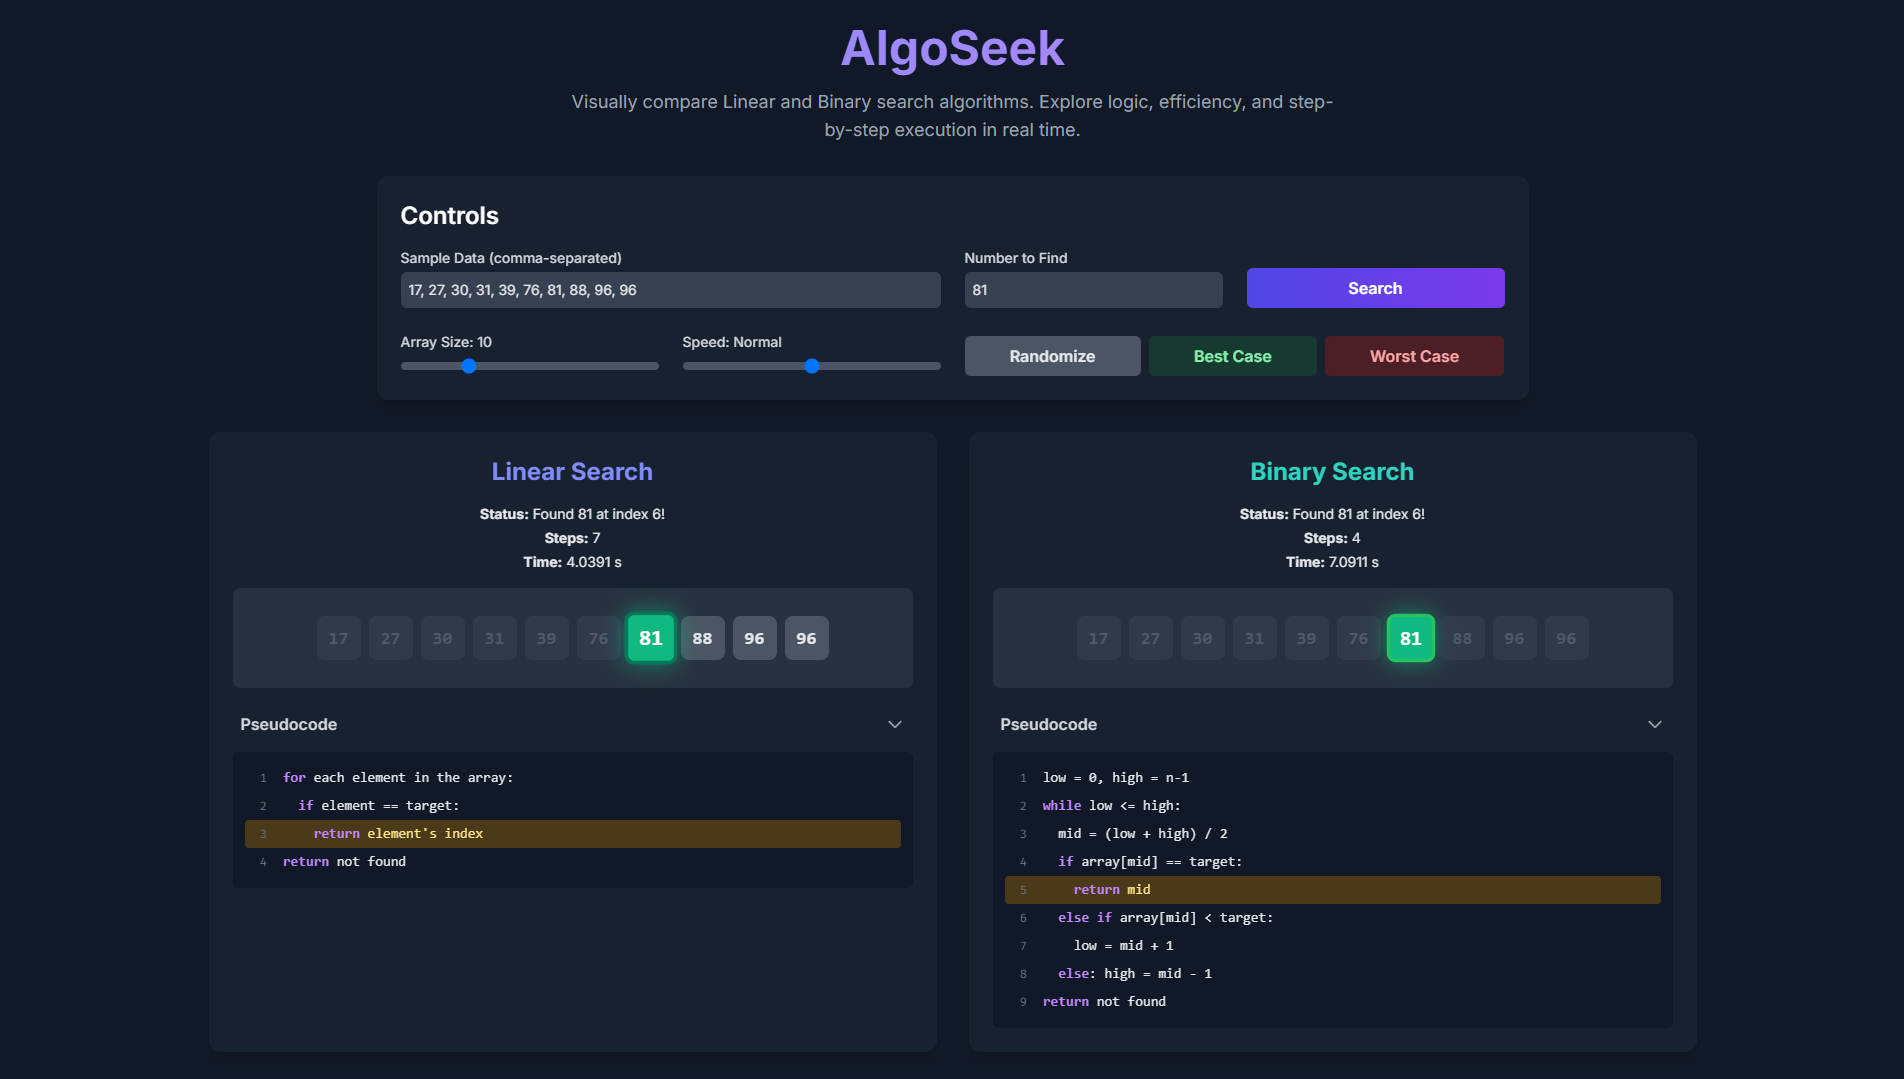 AlgoSeek
Visually compare Linear and Binary search algorithms. Explore logic, efficiency, and step-
by-step execution in real time.
Controls
Sample Data (comma-separated)
17, 27, 30, 31, 39, 76, 81, 88, 96, 96
Number to Find
81
Search
Array Size: 10
Speed: Normal
Randomize
Best Case
Worst Case
Linear Search
Status: Found 81 at index 6!
Steps: 7
Time: 4.0391 s
17 27 30 31 39 76 81 88 96 96
Pseudocode
1 for each element in the array:
2 if element == target:
3 return element's index
4 return not found
Binary Search
Status: Found 81 at index 6!
Steps: 4
Time: 7.0911 s
17 27 30 31 39 76 81 88 96 96
Pseudocode
1 low = 0, high = n-1
2 while low <= high:
3 mid = (low + high) / 2
4 if array[mid] == target:
5 return mid
6 else if array[mid] < target:
7 low = mid + 1
8 else: high = mid - 1
9 return not found